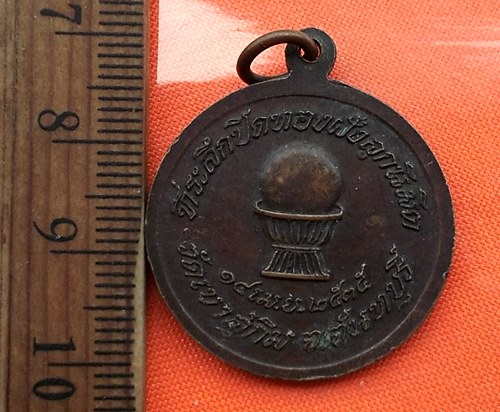 7
8
9
10
ที่ระลึกปิดทองฝังลูกนิมิต
๑๙ เม.ย. ๒๕๓๕
วัดเขาสุกิม จ.จันทบุรี